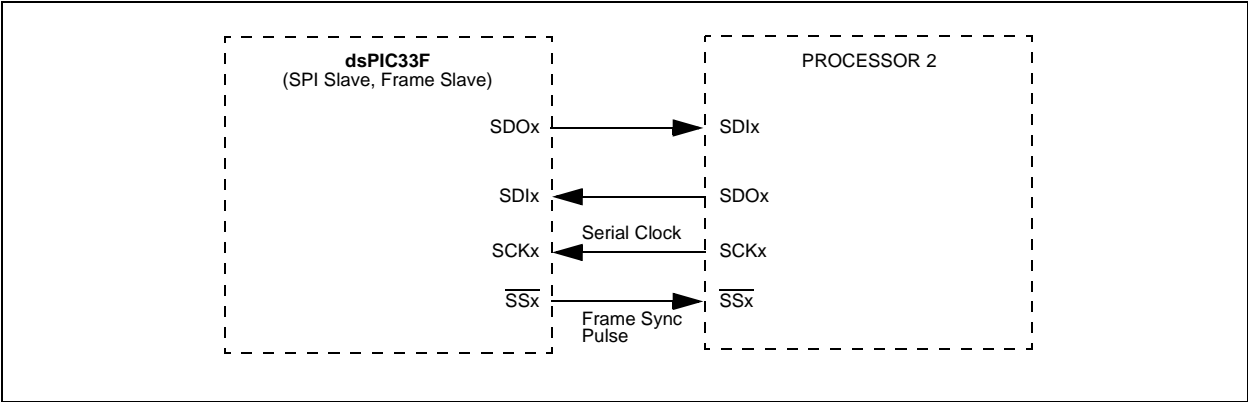 dsPIC33F
(SPI Slave, Frame Slave)
PROCESSOR 2
SDOx
SDIx
SDIx
SDOx
Serial Clock
SCKx
SCKx
SSx
SSx
Frame Sync
Pulse